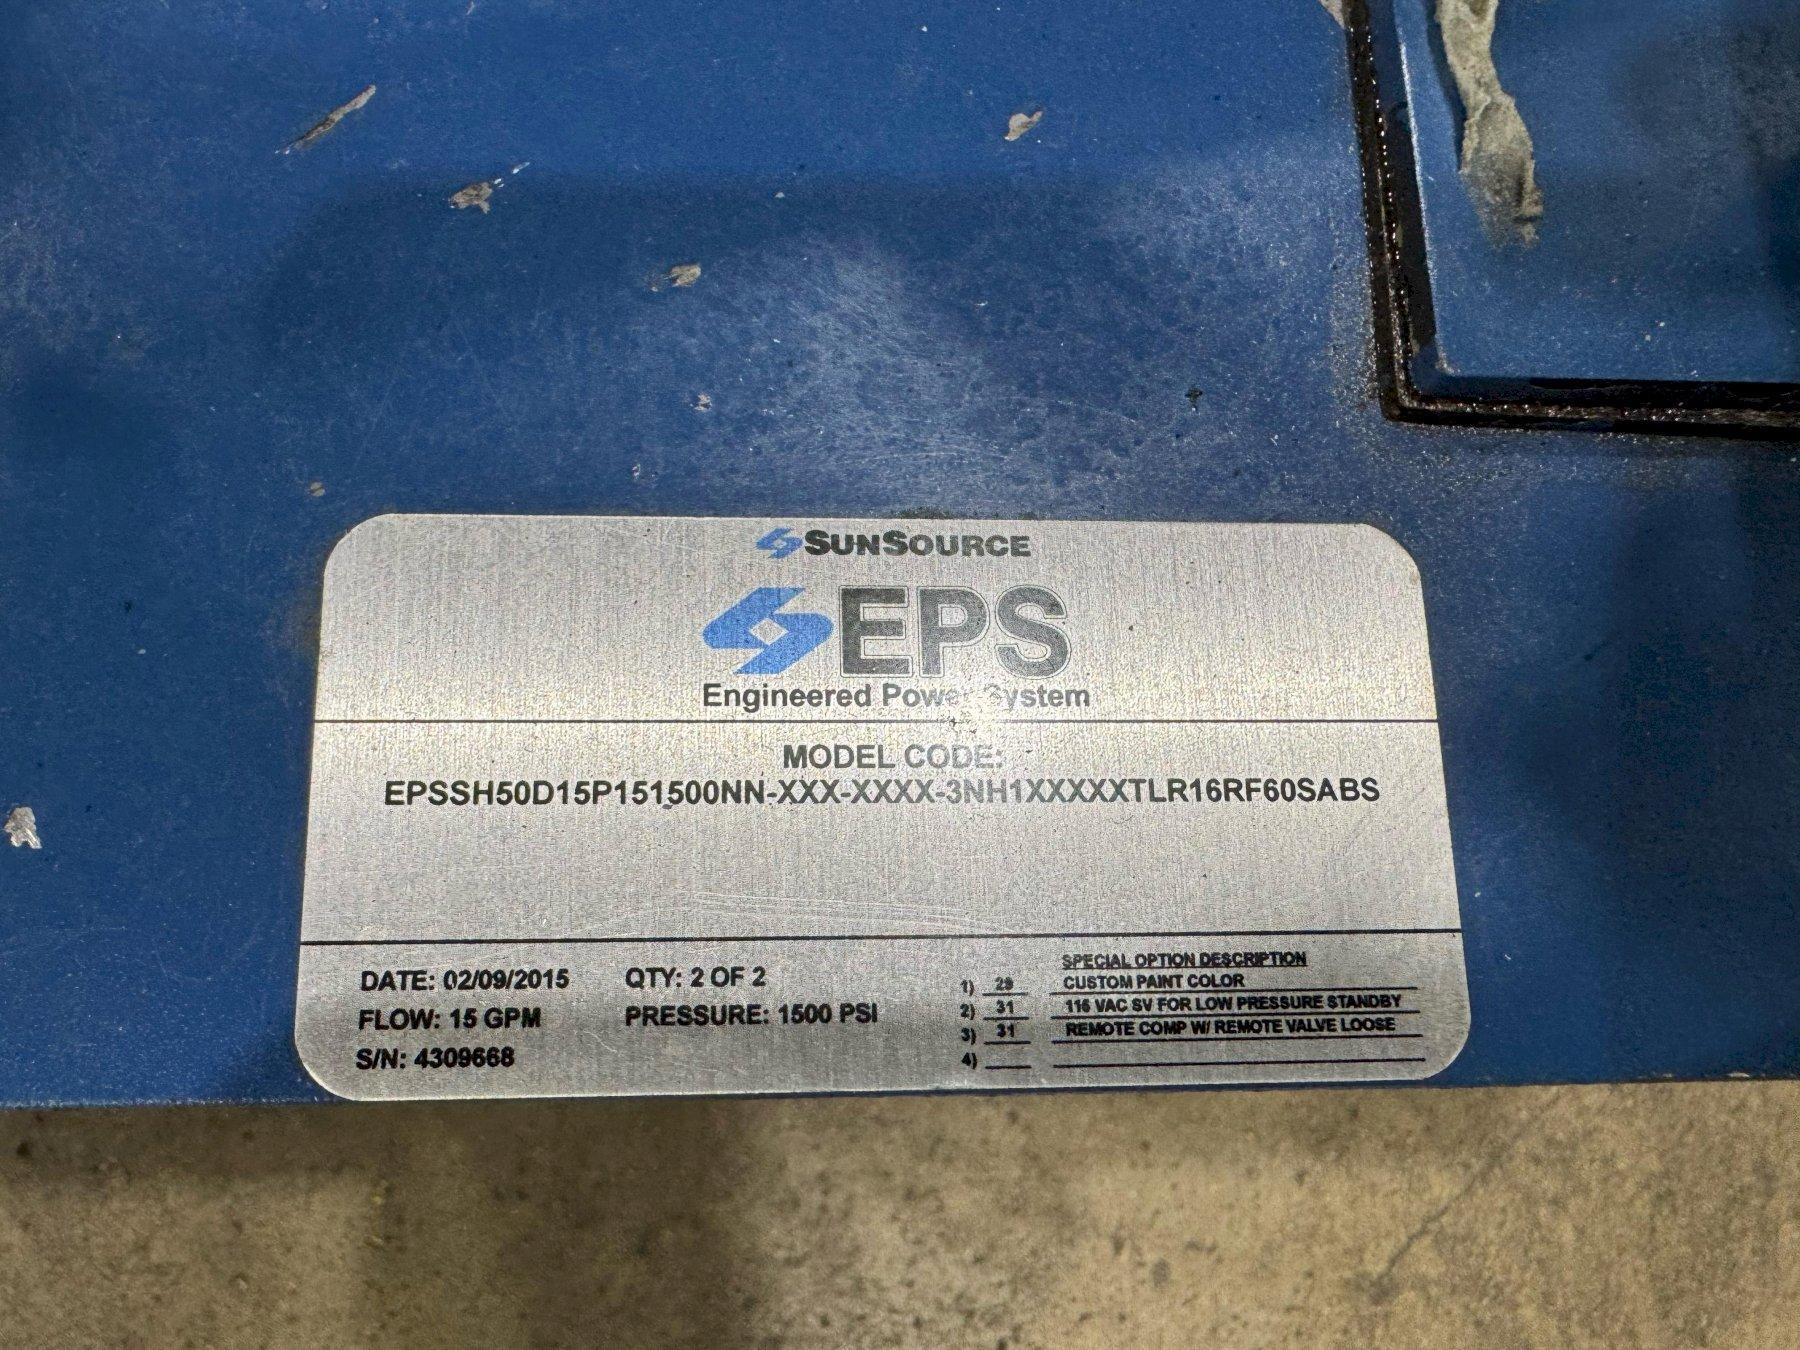 SUNSOURCE
EPS
Engineered Power System
MODEL CODE:
EPSSH50D15P151500NN-XXX-XXXX-3NH1XXXXXTLR16RF60SABS
DATE: 02/09/2015 QTY: 2 OF 2
FLOW: 15 GPM PRESSURE: 1500 PSI
S/N: 4309668
SPECIAL OPTION DESCRIPTION
1) 29 CUSTOM PAINT COLOR
2) 31 115 VAC SV FOR LOW PRESSURE STANDBY
3) 31 REMOTE COMP W/ REMOTE VALVE LOOSE
4)